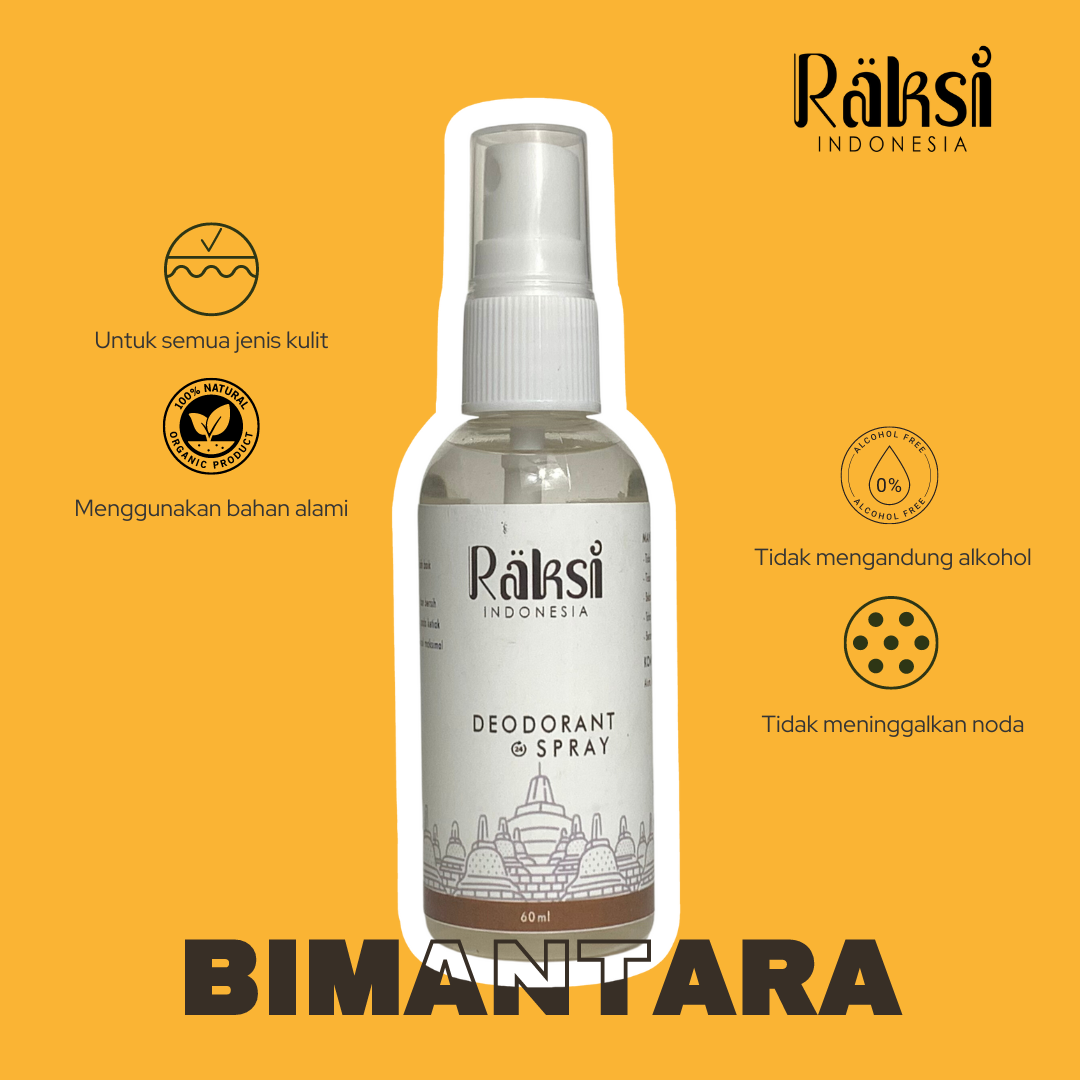 Räksi
INDONESIA
Untuk semua jenis kulit
100% NATURAL
ORGANIC PRODUCT
Menggunakan bahan alami
ALCOHOL FREE
0%
ALCOHOL FREE
Tidak mengandung alkohol
Tidak meninggalkan noda
Räksi
INDONESIA
DEODORANT
24 SPRAY
60ml
BIMANTARA